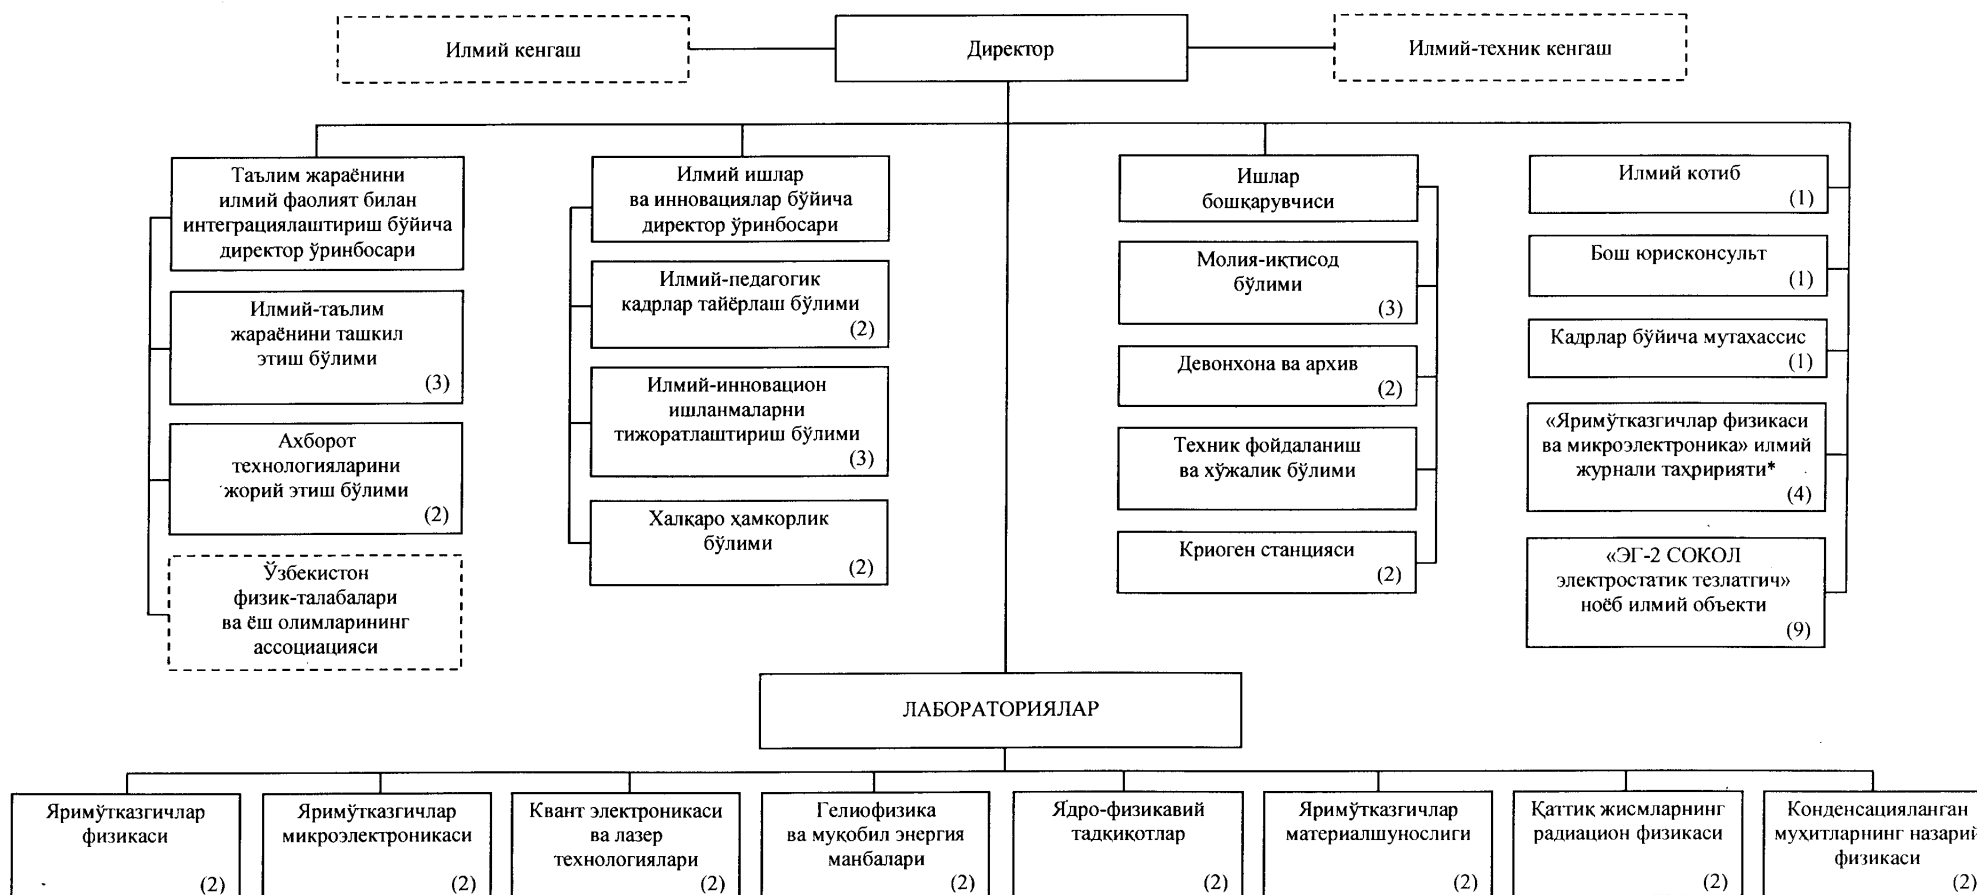 Илмий кенгаш
Директор
Илмий-техник кенгаш
Таълим жараёнини
илмий фаолият билан
интеграциялаштириш бўйича
директор ўринбосари
Илмий-таълим
жараёнини ташкил
этиш бўлими
(3)
Ахборот
технологияларини
жорий этиш бўлими
(2)
Ўзбекистон
физик-талабалари
ва ёш олимларининг
ассоциацияси
Илмий ишлар
ва инновациялар бўйича
директор ўринбосари
Илмий-педагогик
кадрлар тайёрлаш бўлими
(2)
Илмий-инновацион
ишланмаларни
тижоратлаштириш бўлими
(3)
Халқаро ҳамкорлик
бўлими
(2)
Ишлар
бошқарувчиси
Молия-иқтисод
бўлими
(3)
Девонхона ва архив
(2)
Техник фойдаланиш
ва хўжалик бўлими
Криоген станцияси
(2)
Илмий котиб
(1)
Бош юрисконсульт
(1)
Кадрлар бўйича мутахассис
(1)
«Яримўтказгичлар физикаси
ва микроэлектроника» илмий
журнали таҳририяти*
(4)
«ЭГ-2 СОКОЛ
электростатик тезлатгич»
ноёб илмий объекти
(9)
ЛАБОРАТОРИЯЛАР
Яримўтказгичлар
физикаси
(2)
Яримўтказгичлар
микроэлектроникаси
(2)
Квант электроникаси
ва лазер
технологиялари
(2)
Гелиофизика
ва муқобил энергия
манбалари
(2)
Ядро-физикавий
тадқиқотлар
(2)
Яримўтказгичлар
материалшунослиги
(2)
Қаттиқ жисмларнинг
радиацион физикаси
(2)
Конденсацияланган
муҳитларнинг назарий
физикаси
(2)